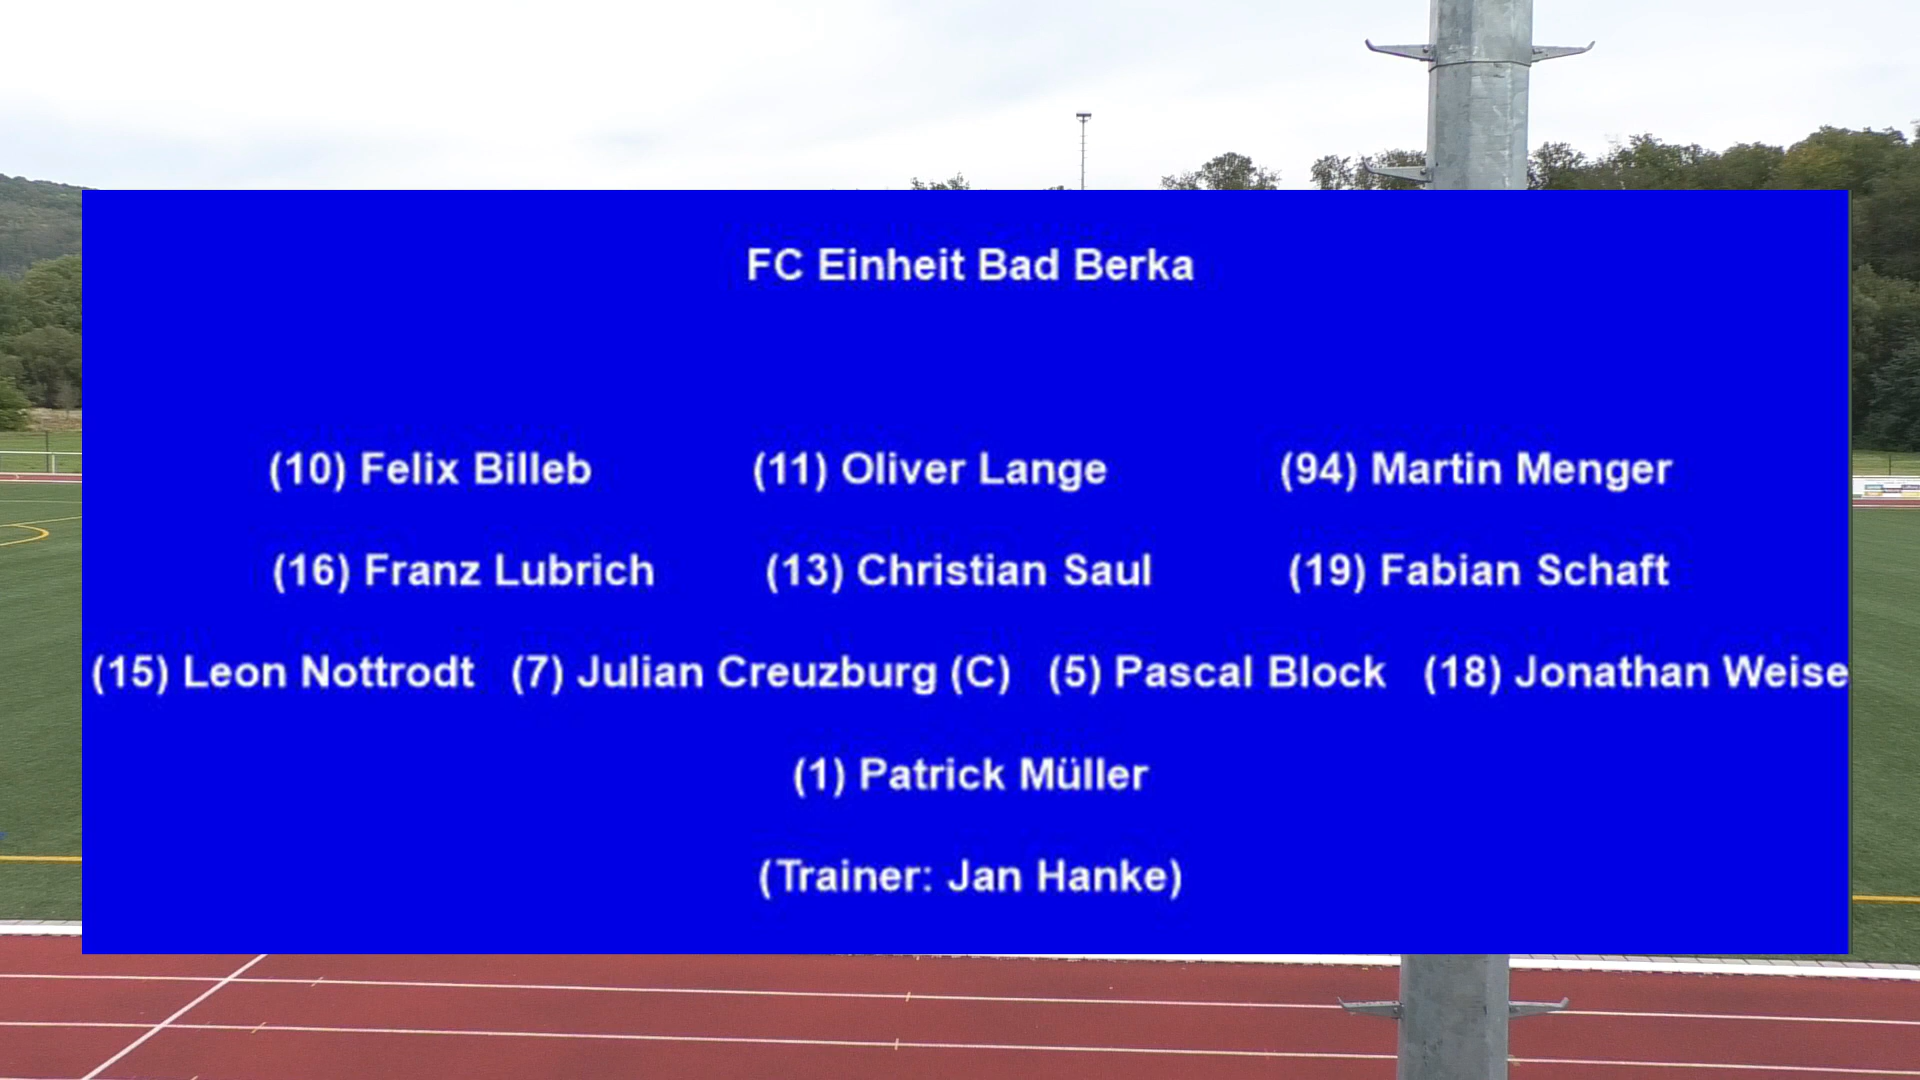 FC Einheit Bad Berka
(10) Felix Billeb (11) Oliver Lange (94) Martin Menger
(16) Franz Lubrich (13) Christian Saul (19) Fabian Schaft
(15) Leon Nottrodt (7) Julian Creuzburg (C) (5) Pascal Block (18) Jonathan Weise
(1) Patrick Müller
(Trainer: Jan Hanke)